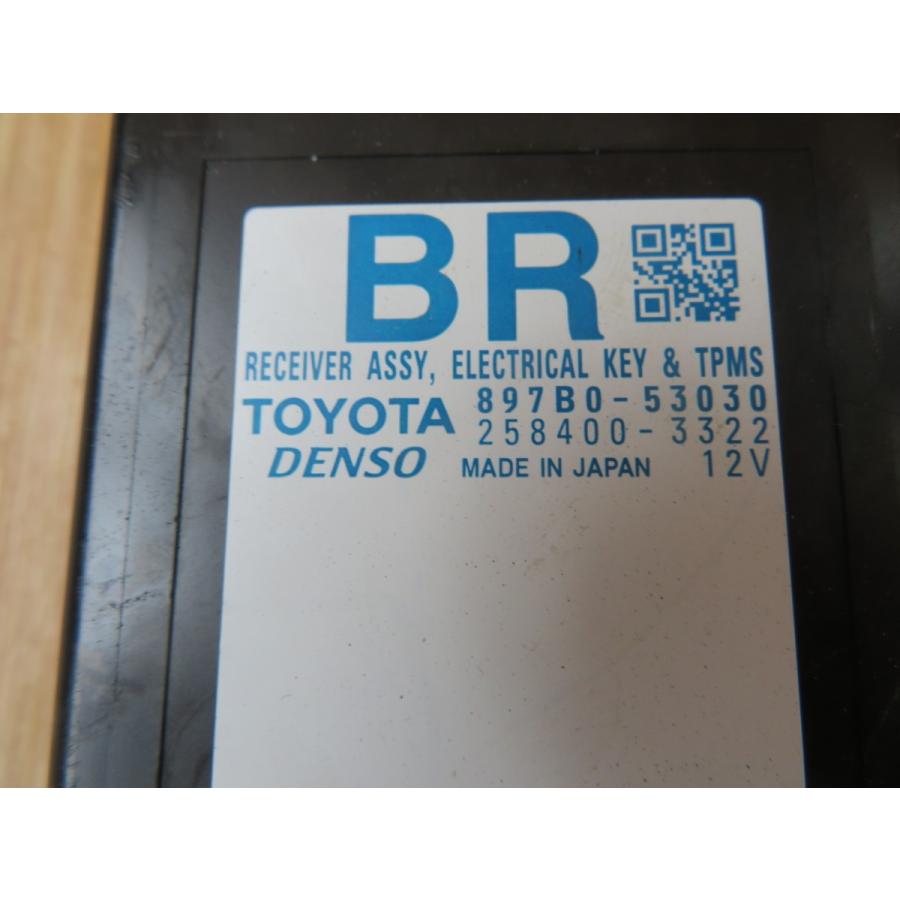 BR
RECEIVER ASSY, ELECTRICAL KEY & TPMS
TOYOTA 897B0-53030
258400-3322
DENSO MADE IN JAPAN 12V